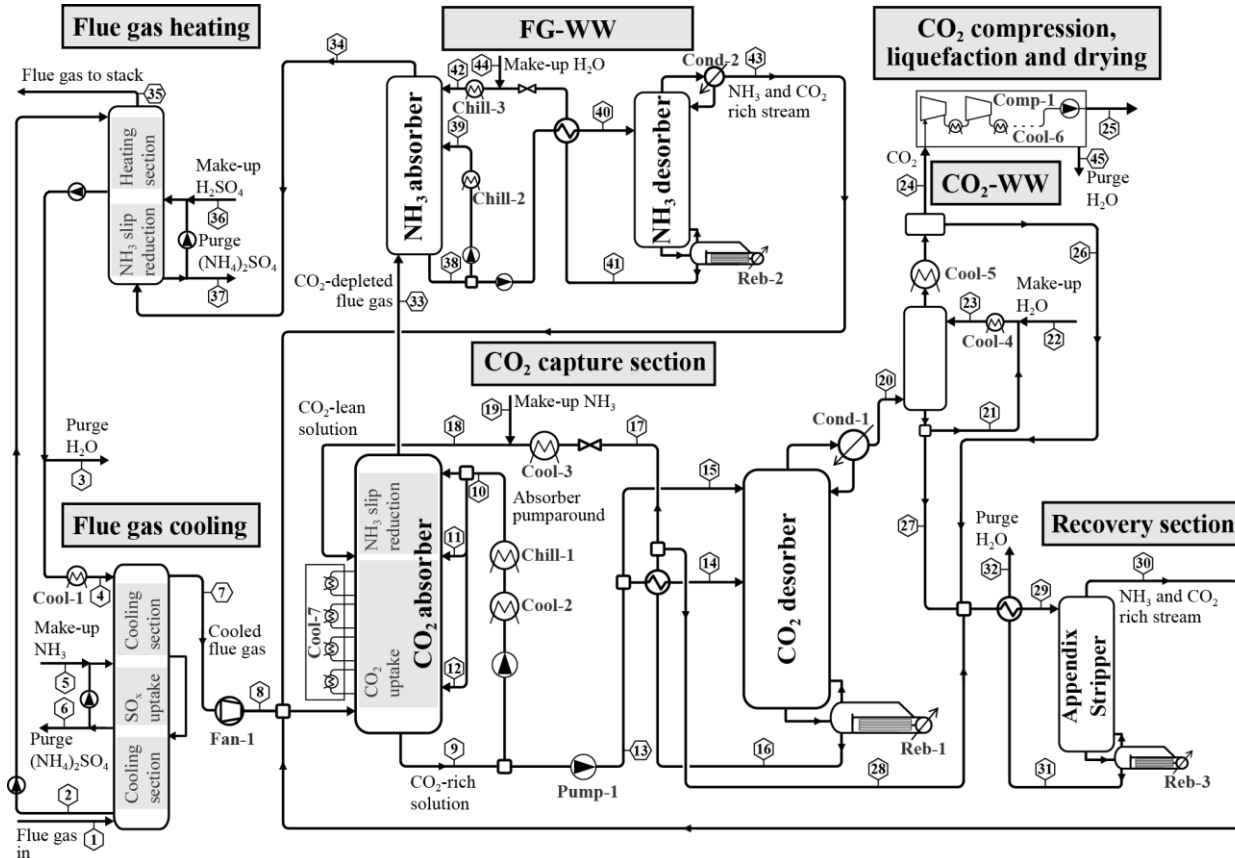 Flue gas heating
Flue gas to stack
35
34
Heating section
NH₃ slip reduction
Make-up
H₂SO₄
36
Purge
(NH₄)₂SO₄
37
Purge
H₂O
3
FG-WW
42
44
Make-up H₂O
Chill-3
39
Chill-2
NH₃ absorber
38
40
41
NH₃ desorber
Cond-2
43
NH₃ and CO₂
rich stream
Reb-2
CO₂-depleted
flue gas
33
CO₂ compression,
liquefaction and drying
Comp-1
Cool-6
25
45
Purge
H₂O
CO₂
24
CO₂-WW
26
Cool-5
Make-up
H₂O
23
22
Cool-4
21
20
27
Flue gas cooling
Cool-1
4
7
Cooling section
SOₓ uptake
Cooling section
Make-up
NH₃
5
6
Purge
(NH₄)₂SO₄
2
1
Flue gas
in
Cooled
flue gas
8
Fan-1
CO₂ capture section
CO₂-lean
solution
18
19
Make-up NH₃
17
Cool-3
NH₃ slip reduction
CO₂ absorber
CO₂ uptake
Cool-7
10
Absorber
pumparound
11
12
Chill-1
Cool-2
9
CO₂-rich
solution
Pump-1
13
15
14
16
28
CO₂ desorber
Cond-1
Reb-1
Recovery section
Purge
H₂O
32
29
30
NH₃ and CO₂
rich stream
Appendix Stripper
31
Reb-3